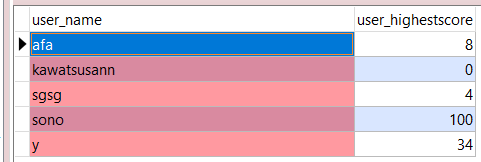 user_name user_highestscore
afa 8
kawatsusann 0
sgsg 4
sono 100
y 34